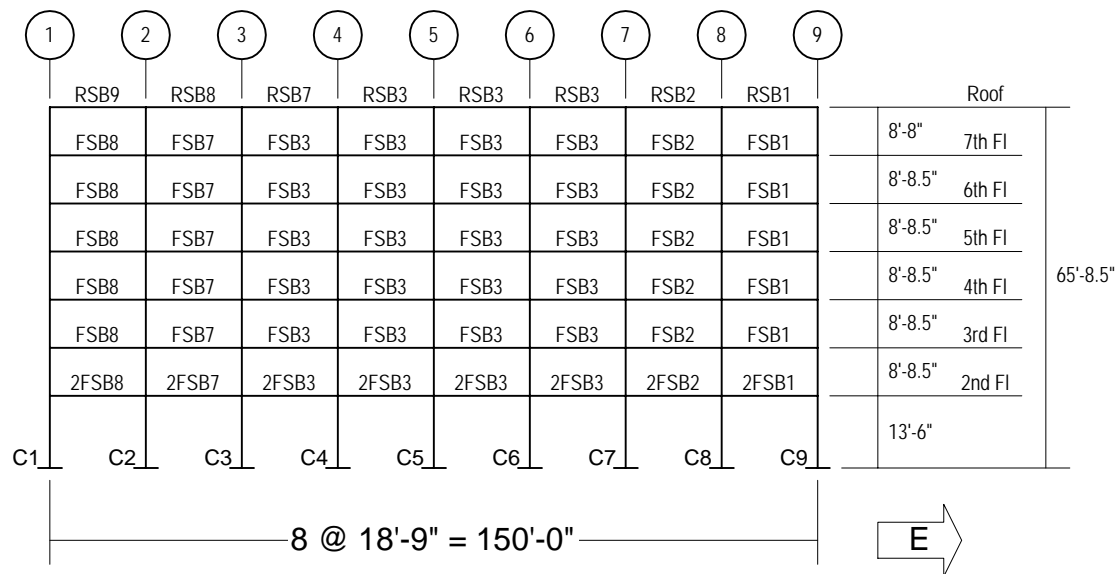 1 2 3 4 5 6 7 8 9
RSB9 RSB8 RSB7 RSB3 RSB3 RSB3 RSB2 RSB1 Roof
8'-8"
FSB8 FSB7 FSB3 FSB3 FSB3 FSB3 FSB2 FSB1 7th Fl
8'-8.5"
FSB8 FSB7 FSB3 FSB3 FSB3 FSB3 FSB2 FSB1 6th Fl
8'-8.5"
FSB8 FSB7 FSB3 FSB3 FSB3 FSB3 FSB2 FSB1 5th Fl
8'-8.5" 65'-8.5"
FSB8 FSB7 FSB3 FSB3 FSB3 FSB3 FSB2 FSB1 4th Fl
8'-8.5"
FSB8 FSB7 FSB3 FSB3 FSB3 FSB3 FSB2 FSB1 3rd Fl
8'-8.5"
2FSB8 2FSB7 2FSB3 2FSB3 2FSB3 2FSB3 2FSB2 2FSB1 2nd Fl
13'-6"
C1 C2 C3 C4 C5 C6 C7 C8 C9
8 @ 18'-9" = 150'-0" E